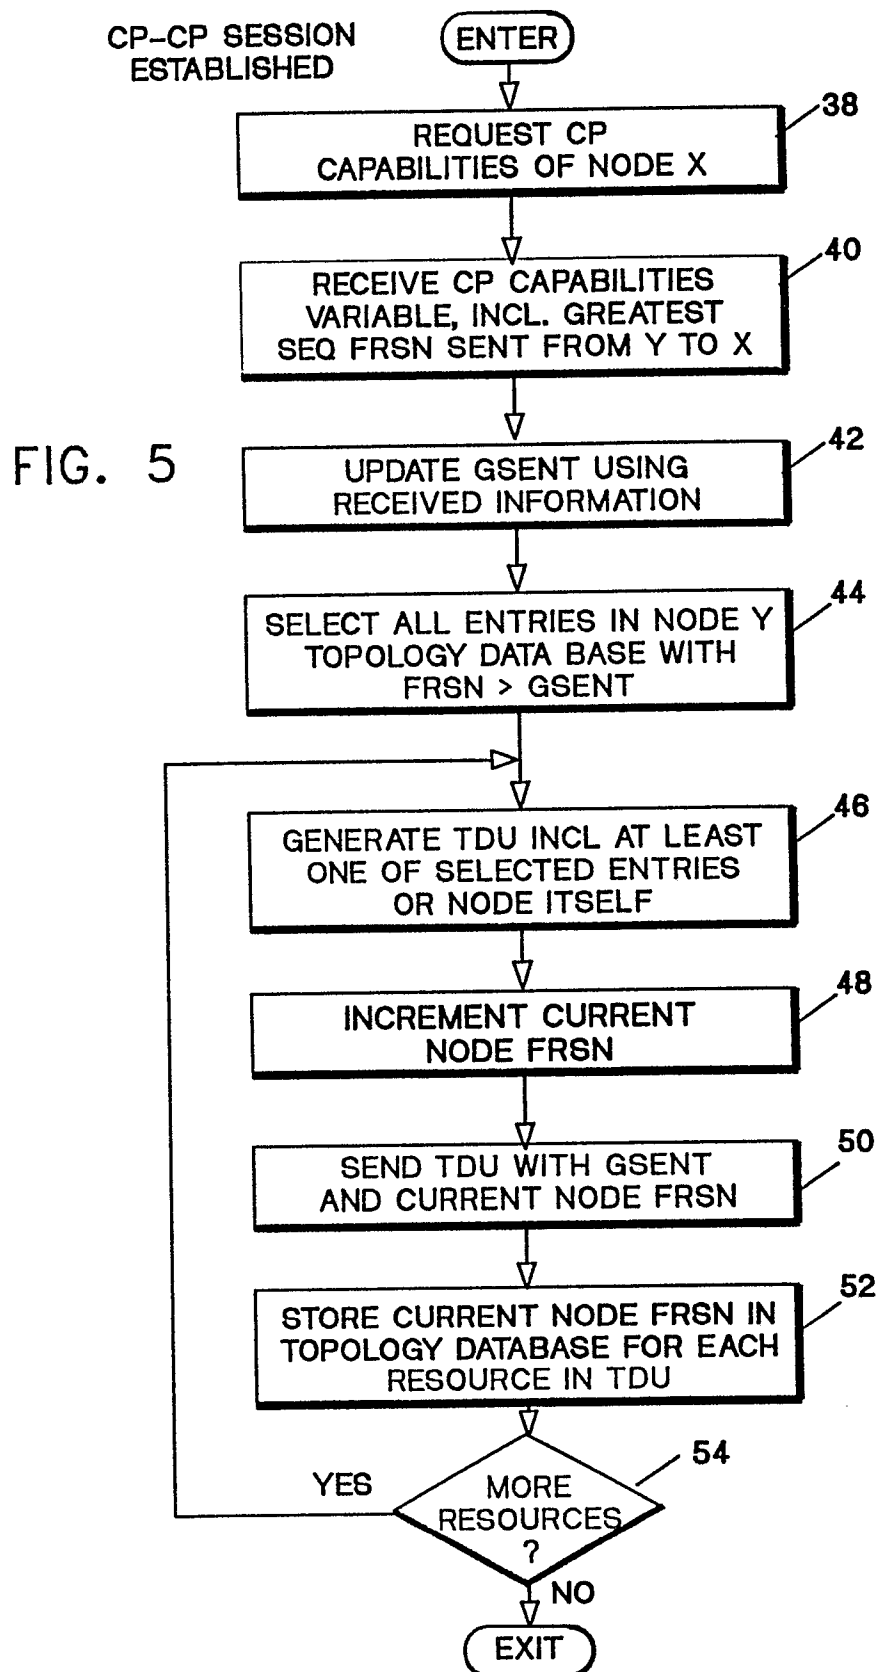 CP-CP SESSION
ESTABLISHED
ENTER
38
REQUEST CP
CAPABILITIES OF NODE X
40
RECEIVE CP CAPABILITIES
VARIABLE, INCL. GREATEST
SEQ FRSN SENT FROM Y TO X
FIG. 5
42
UPDATE GSENT USING
RECEIVED INFORMATION
44
SELECT ALL ENTRIES IN NODE Y
TOPOLOGY DATA BASE WITH
FRSN > GSENT
46
GENERATE TDU INCL AT LEAST
ONE OF SELECTED ENTRIES
OR NODE ITSELF
48
INCREMENT CURRENT
NODE FRSN
50
SEND TDU WITH GSENT
AND CURRENT NODE FRSN
52
STORE CURRENT NODE FRSN IN
TOPOLOGY DATABASE FOR EACH
RESOURCE IN TDU
54
YES
MORE
RESOURCES
?
NO
EXIT